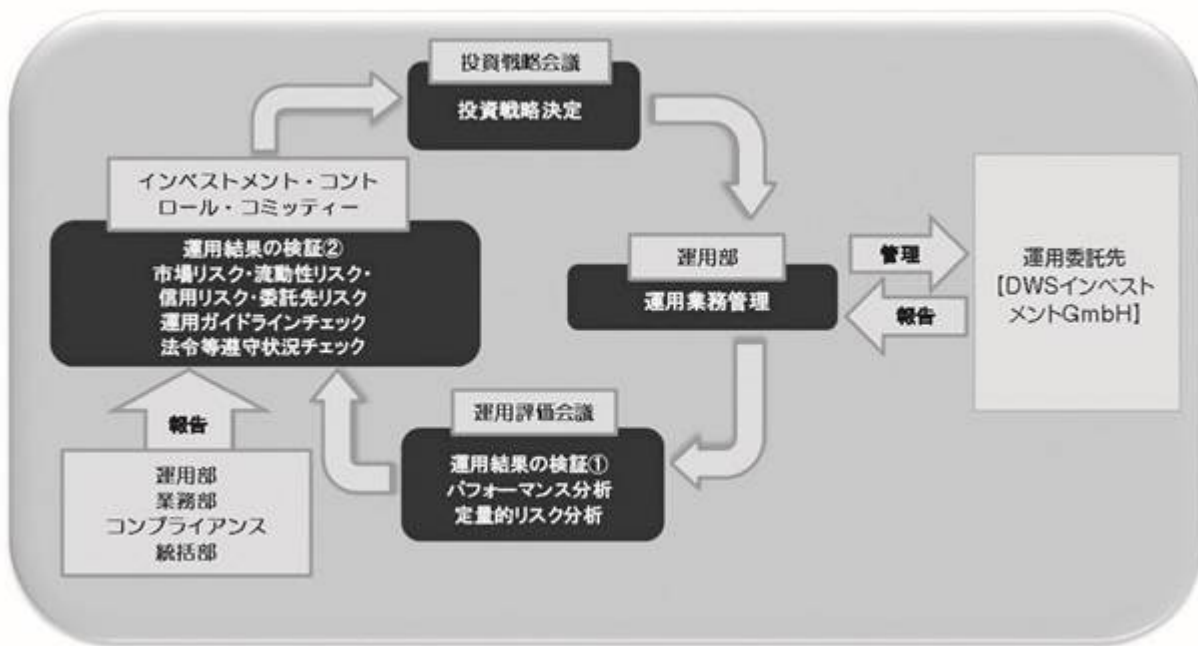 投資戦略会議
投資戦略決定
インベストメント・コント
ロール・コミッティー
運用結果の検証②
市場リスク・流動性リスク・
信用リスク・委託先リスク
運用ガイドラインチェック
法令等遵守状況チェック
運用部
運用業務管理
管理
報告
運用委託先
【DWSインベスト
メントGmbH】
運用評価会議
運用結果の検証①
パフォーマンス分析
定量的リスク分析
報告
運用部
業務部
コンプライアンス
統括部